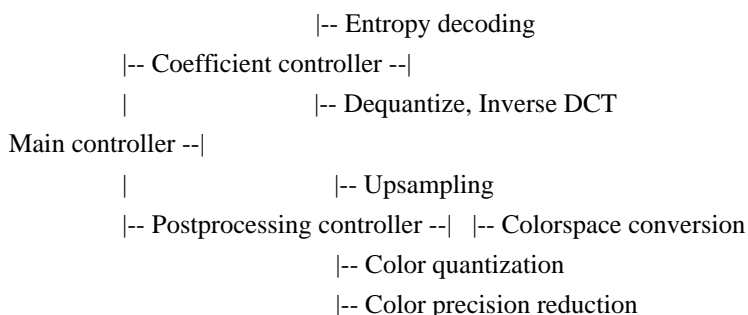 |-- Entropy decoding
|-- Coefficient controller --|
| |-- Dequantize, Inverse DCT
Main controller --|
| |-- Upsampling
|-- Postprocessing controller --| |-- Colorspace conversion
|-- Color quantization
|-- Color precision reduction